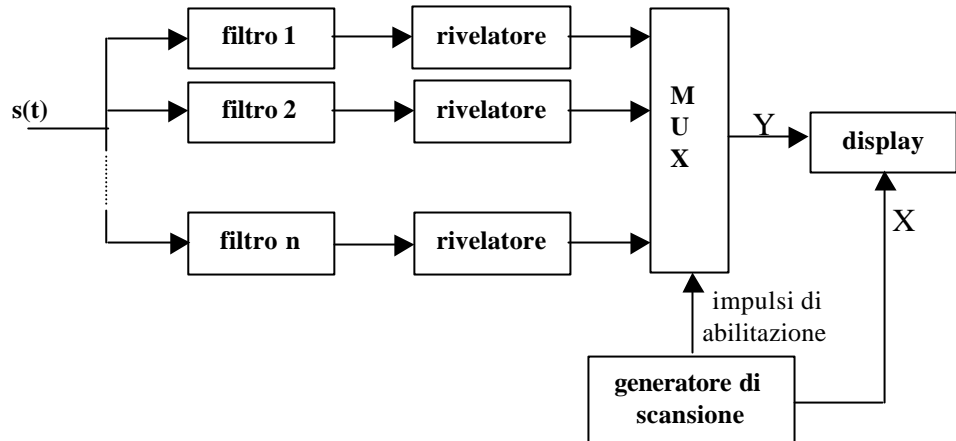 filtro 1
rivelatore
s(t)
filtro 2
rivelatore
M
U
X
Y
display
X
filtro n
rivelatore
impulsi di
abilitazione
generatore di
scansione